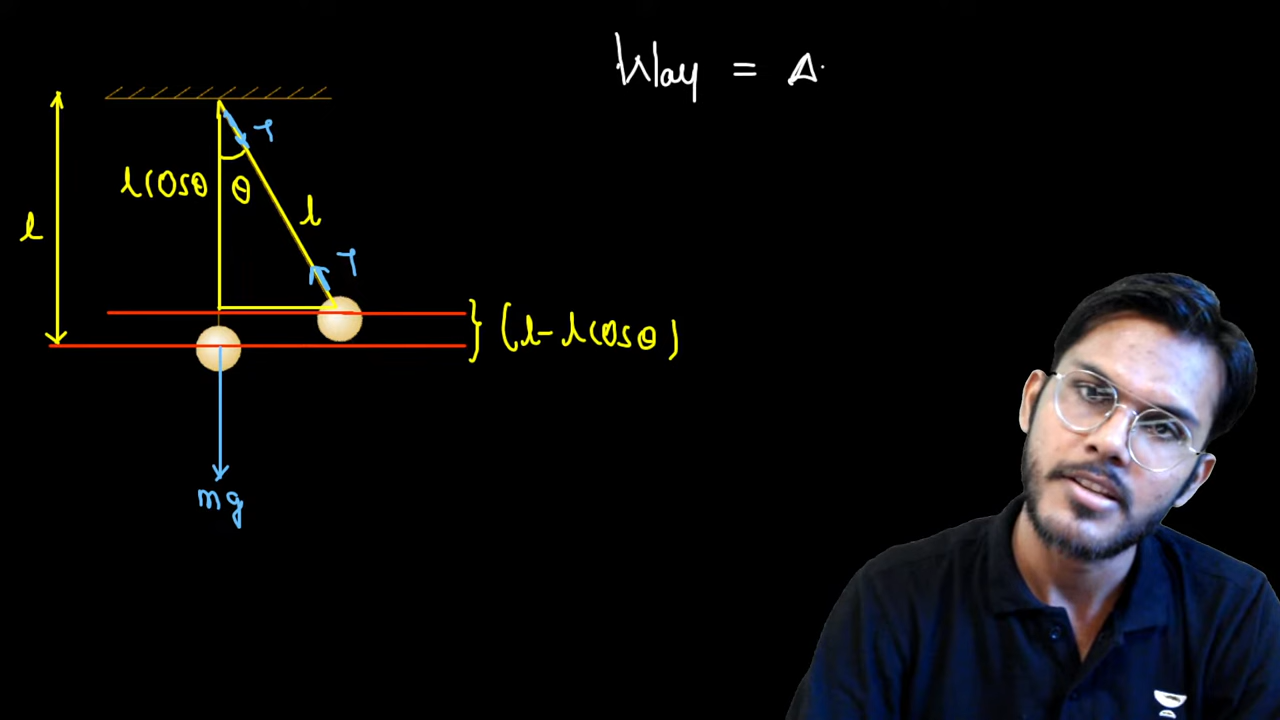 Way = Δ
T
l cosθ
θ
l
l
T
(l - l cosθ)
mg